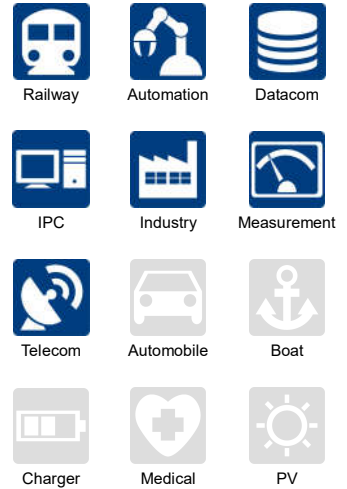 Railway
Automation
Datacom
IPC
Industry
Measurement
Telecom
Automobile
Boat
Charger
Medical
PV